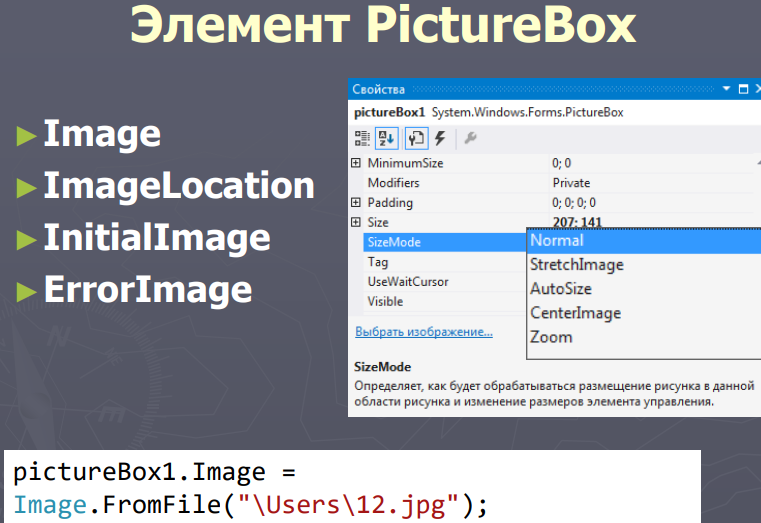 Элемент PictureBox
►Image
►ImageLocation
►InitialImage
►ErrorImage
Свойства
pictureBox1 System.Windows.Forms.PictureBox
MinimumSize 0; 0
Modifiers Private
Padding 0; 0; 0; 0
Size 207; 141
SizeMode Normal
Tag StretchImage
UseWaitCursor AutoSize
Visible CenterImage
Zoom
Выбрать изображение...
SizeMode
Определяет, как будет обрабатываться размещение рисунка в данной
области рисунка и изменение размеров элемента управления.
pictureBox1.Image =
Image.FromFile("\Users\12.jpg");